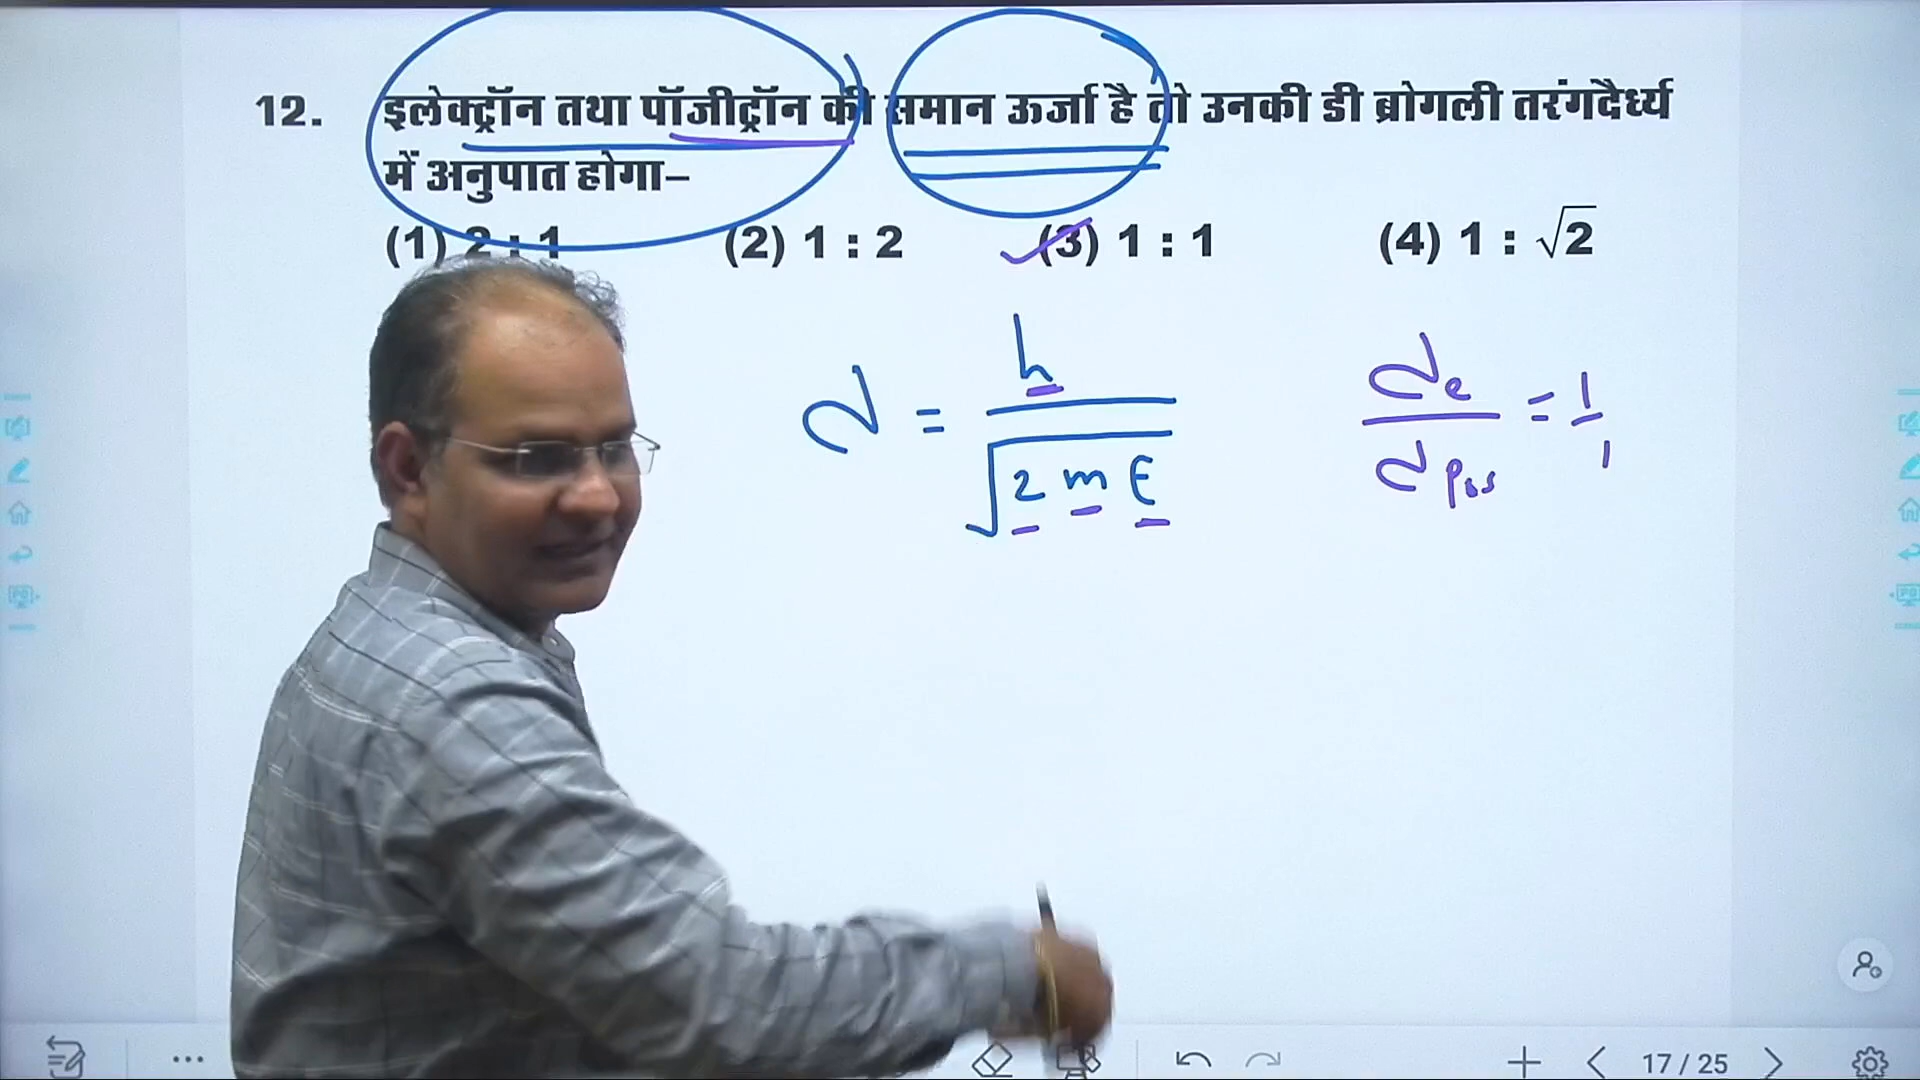 12. इलेक्ट्रॉन तथा पॉजीट्रॉन की समान ऊर्जा है तो उनकी डी ब्रोगली तरंगदैर्ध्य
में अनुपात होगा–
(1) 2 : 1 (2) 1 : 2 (3) 1 : 1 (4) 1 : √2
λ = h / √2mE
λe / λpos = 1/1
17 / 25